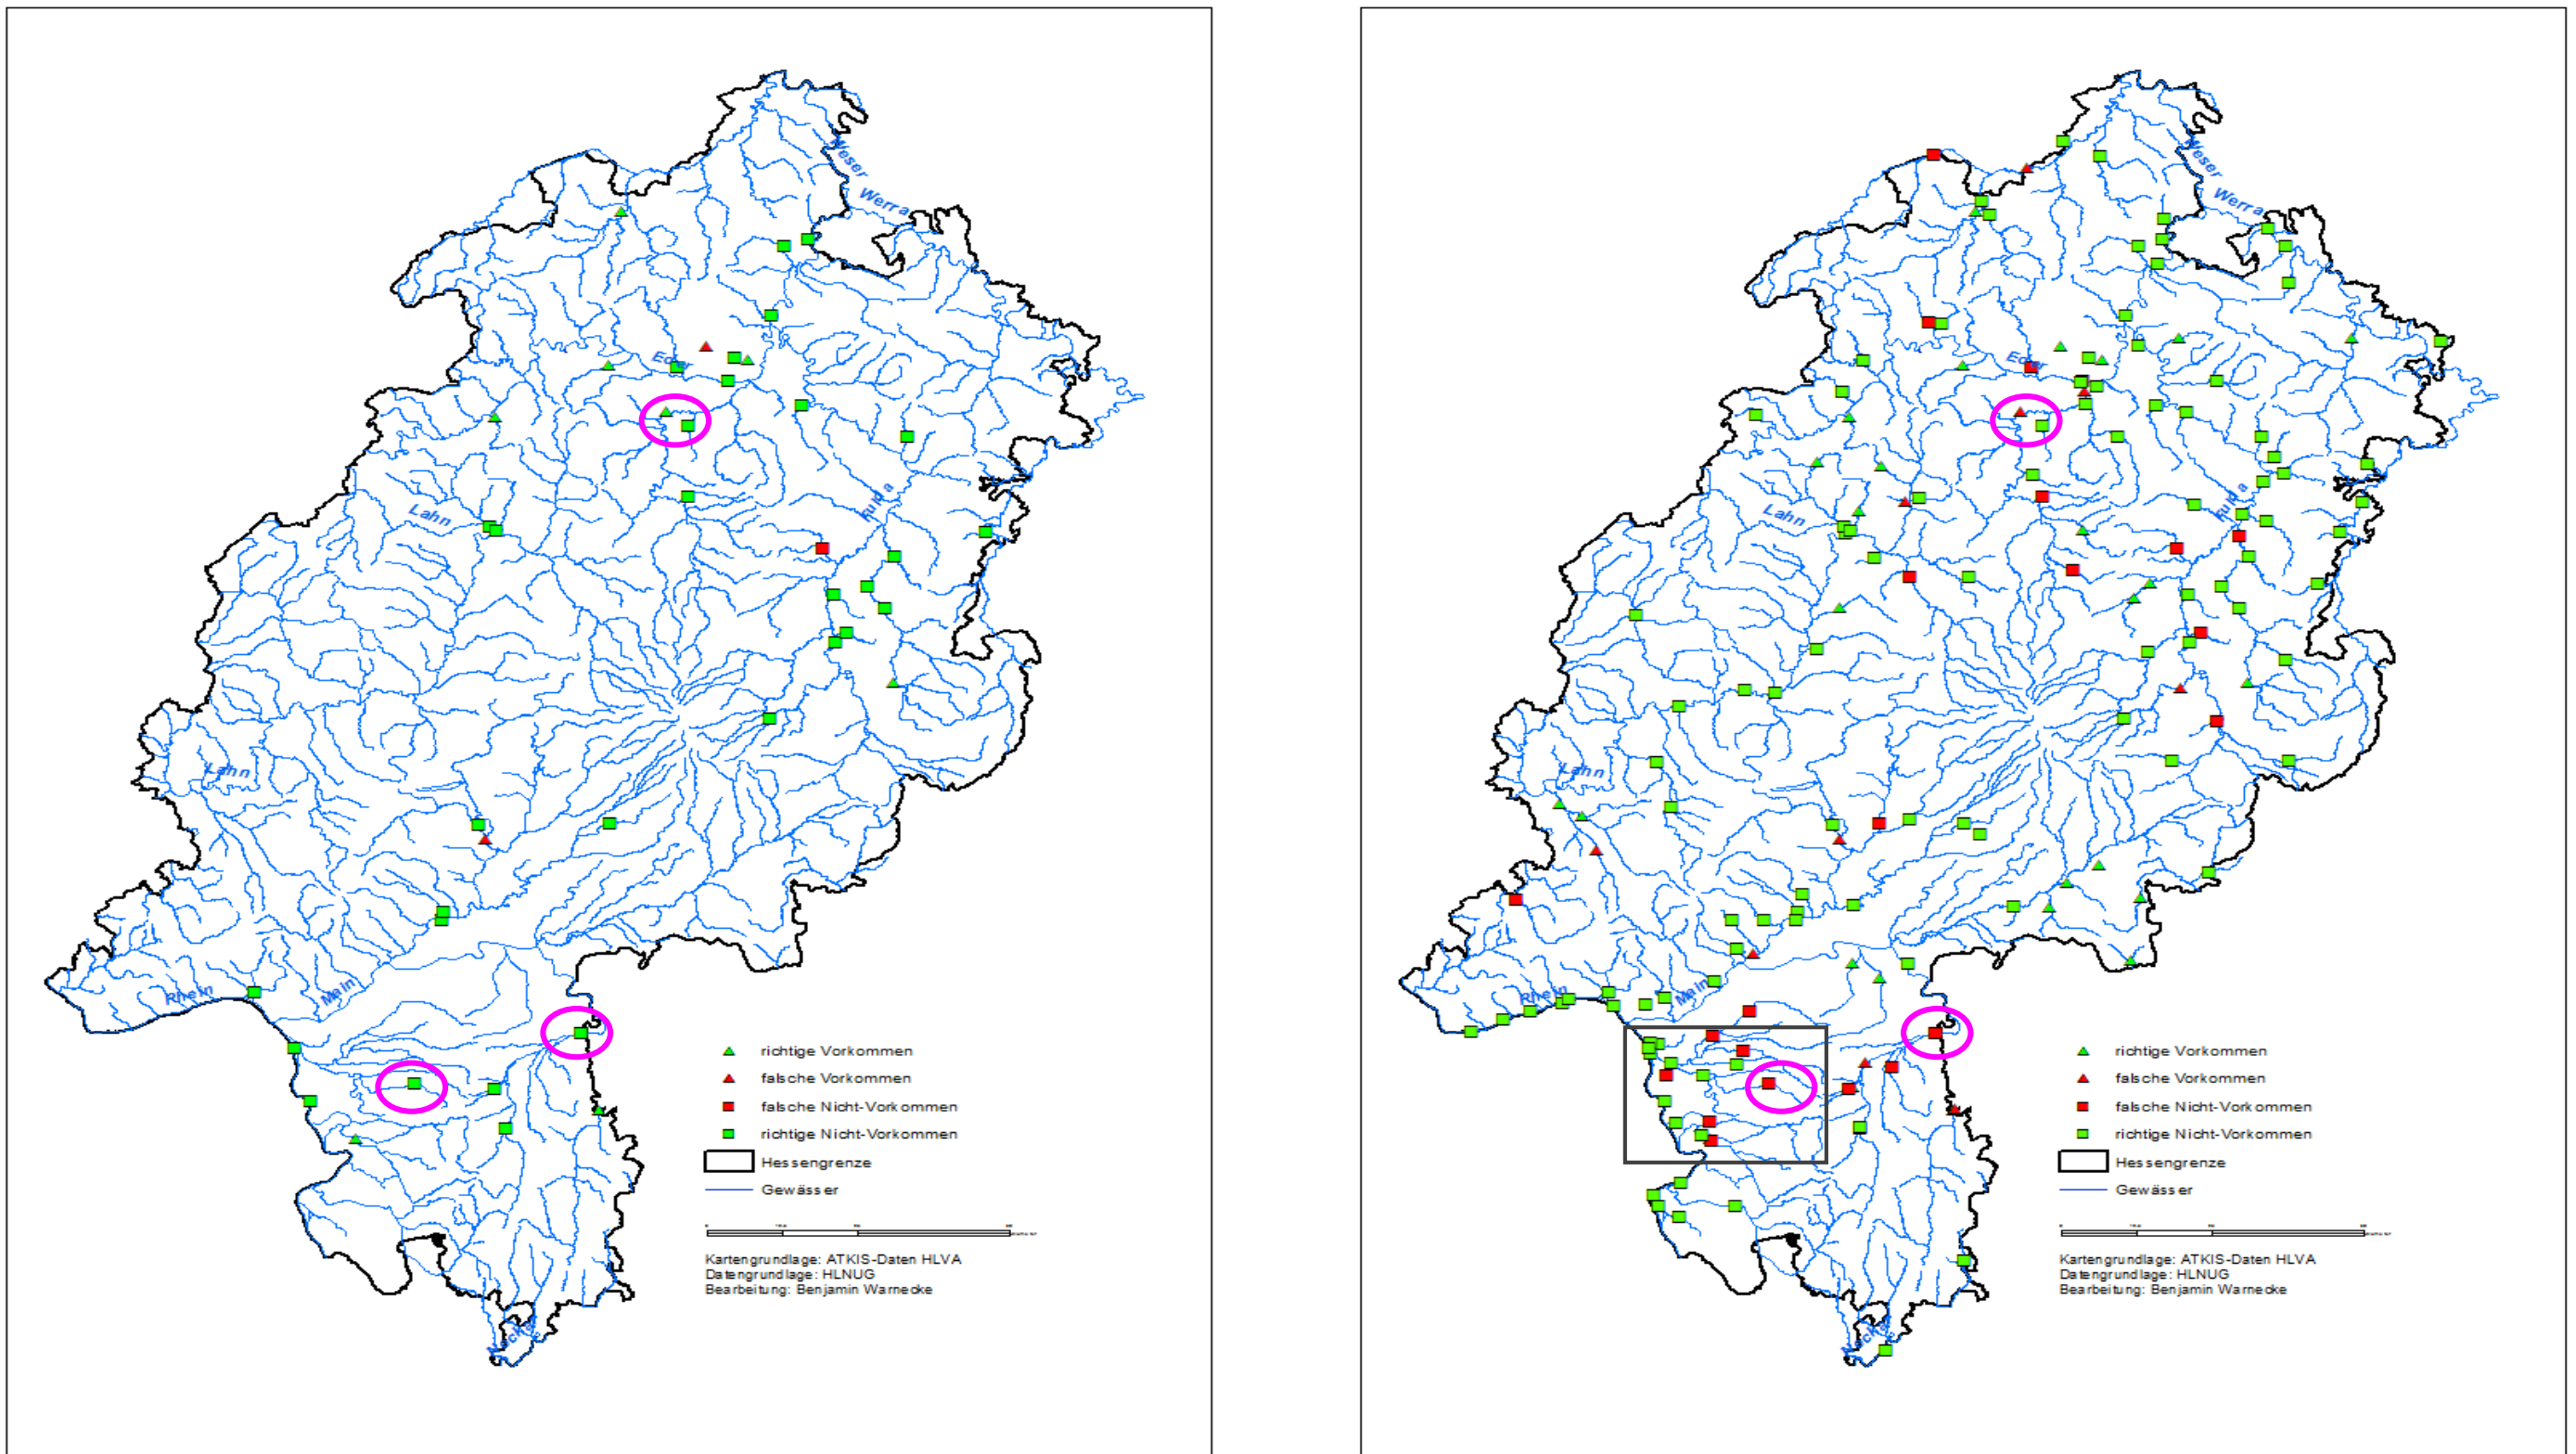 Weser
Werra
Eder
Lahn
Fulda
Lahn
Rhein
Main
Neckar
richtige Vorkommen
falsche Vorkommen
falsche Nicht-Vorkommen
richtige Nicht-Vorkommen
Hessengrenze
Gewässer
Kartengrundlage: ATKIS-Daten HLVA
Datengrundlage: HLNUG
Bearbeitung: Benjamin Warnecke
Weser
Werra
Eder
Lahn
Fulda
Lahn
Rhein
Main
Neckar
richtige Vorkommen
falsche Vorkommen
falsche Nicht-Vorkommen
richtige Nicht-Vorkommen
Hessengrenze
Gewässer
Kartengrundlage: ATKIS-Daten HLVA
Datengrundlage: HLNUG
Bearbeitung: Benjamin Warnecke